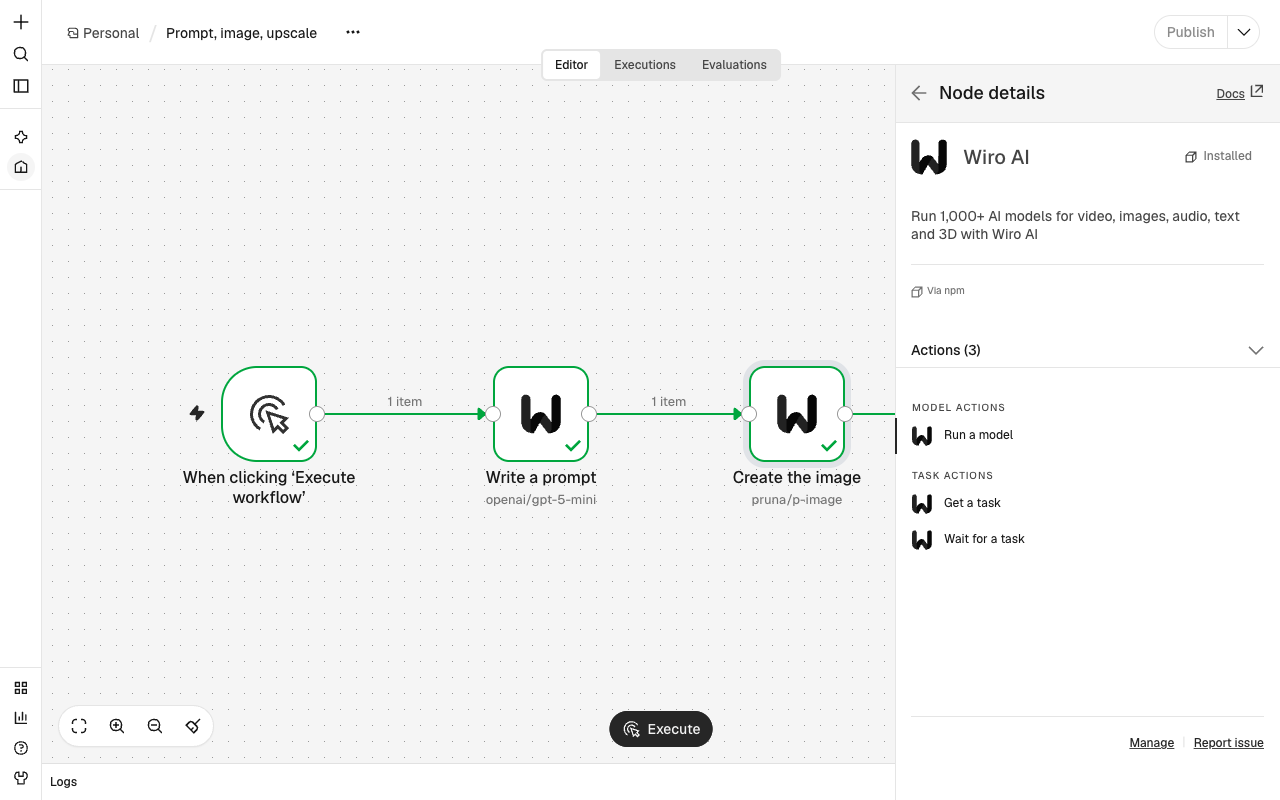 Personal / Prompt, image, upscale ...
Publish
Editor Executions Evaluations
Node details
Docs
Wiro AI
Installed
Run 1,000+ AI models for video, images, audio, text
and 3D with Wiro AI
Via npm
Actions (3)
MODEL ACTIONS
Run a model
TASK ACTIONS
Get a task
Wait for a task
Manage
Report issue
1 item
1 item
When clicking ‘Execute
workflow’
Write a prompt
openai/gpt-5-mini
Create the image
pruna/p-image
Execute
Logs